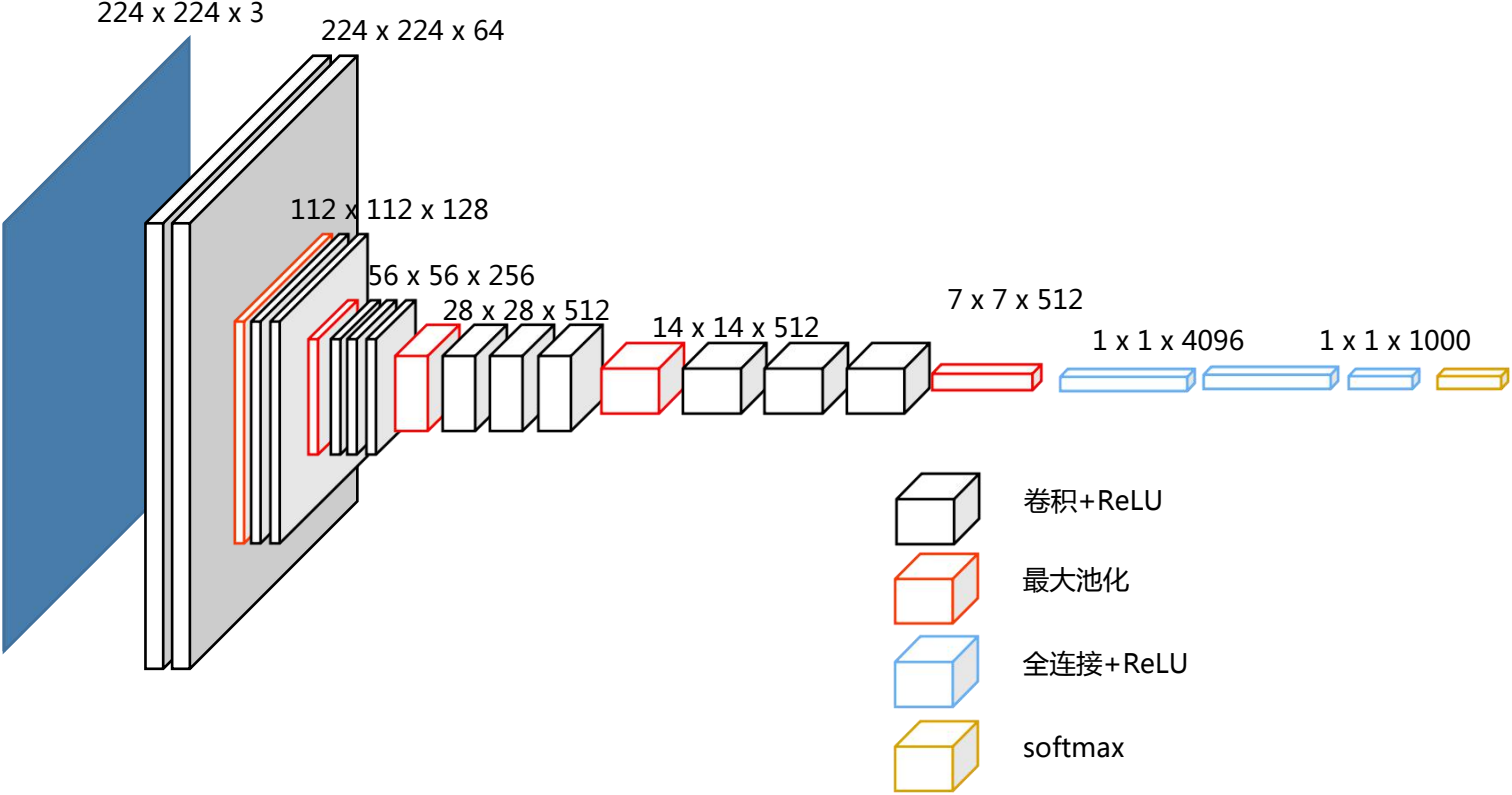 224 x 224 x 3
224 x 224 x 64
112 x 112 x 128
56 x 56 x 256
28 x 28 x 512
14 x 14 x 512
7 x 7 x 512
1 x 1 x 4096
1 x 1 x 1000
卷积+ReLU
最大池化
全连接+ReLU
softmax